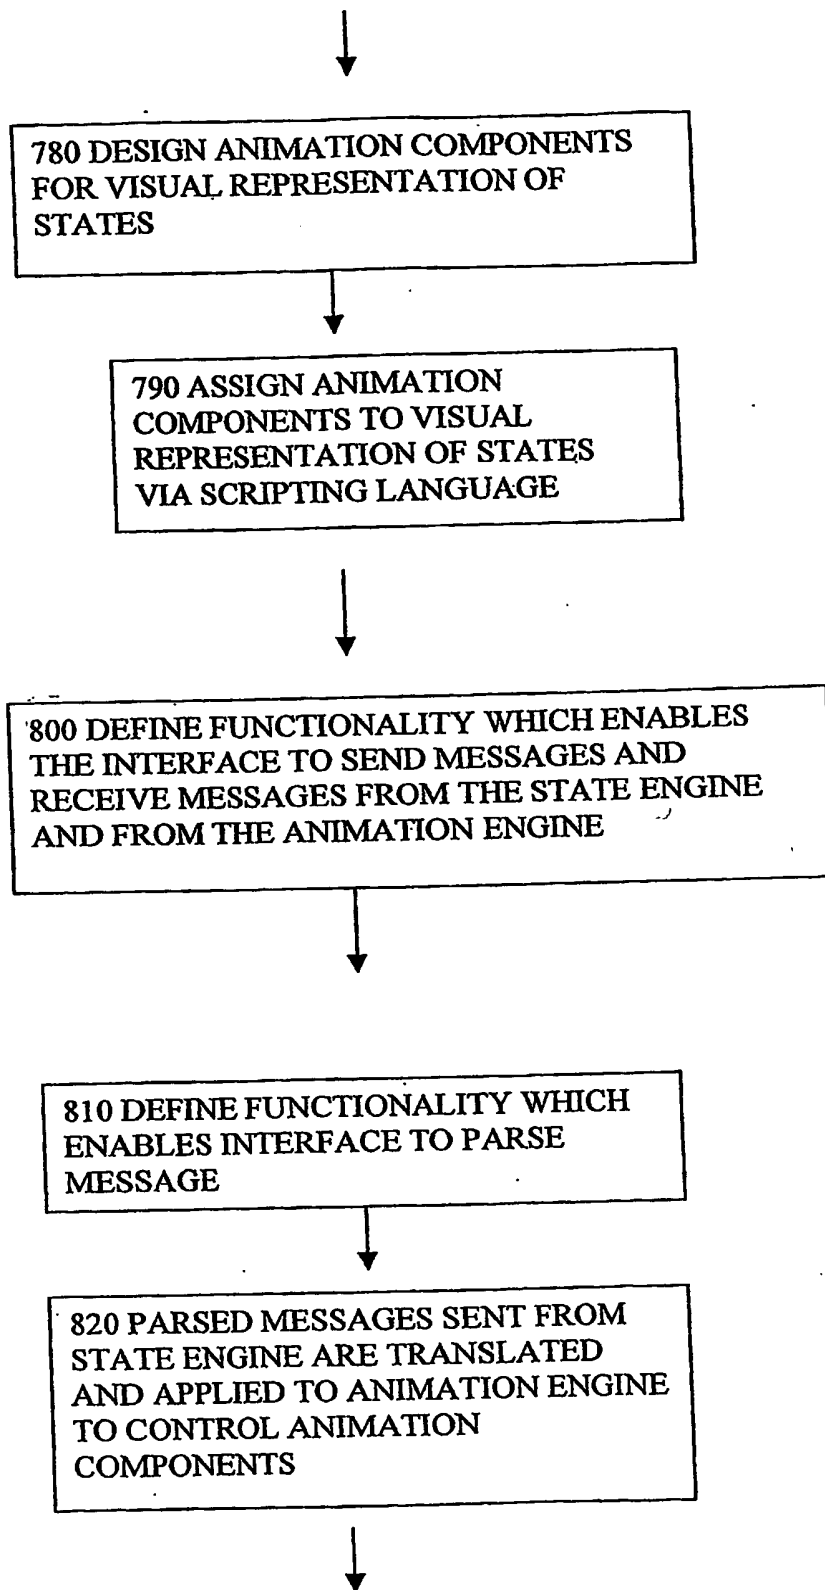 780 DESIGN ANIMATION COMPONENTS
FOR VISUAL REPRESENTATION OF
STATES
790 ASSIGN ANIMATION
COMPONENTS TO VISUAL
REPRESENTATION OF STATES
VIA SCRIPTING LANGUAGE
800 DEFINE FUNCTIONALITY WHICH ENABLES
THE INTERFACE TO SEND MESSAGES AND
RECEIVE MESSAGES FROM THE STATE ENGINE
AND FROM THE ANIMATION ENGINE
810 DEFINE FUNCTIONALITY WHICH
ENABLES INTERFACE TO PARSE
MESSAGE
820 PARSED MESSAGES SENT FROM
STATE ENGINE ARE TRANSLATED
AND APPLIED TO ANIMATION ENGINE
TO CONTROL ANIMATION
COMPONENTS